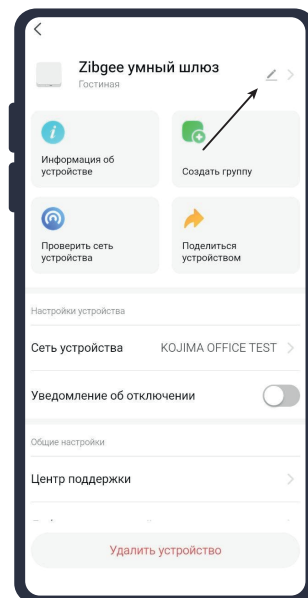 Zibgee умный шлюз
Гостиная
Информация об
устройстве
Создать группу
Проверить сеть
устройства
Поделиться
устройством
Настройки устройства
Сеть устройства KOJIMA OFFICE TEST
Уведомление об отключении
Общие настройки
Центр поддержки
Удалить устройство